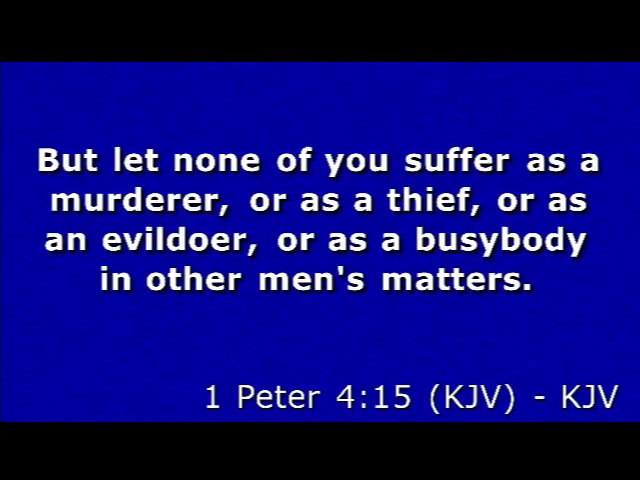 But let none of you suffer as a
murderer, or as a thief, or as
an evildoer, or as a busybody
in other men's matters.
1 Peter 4:15 (KJV) - KJV